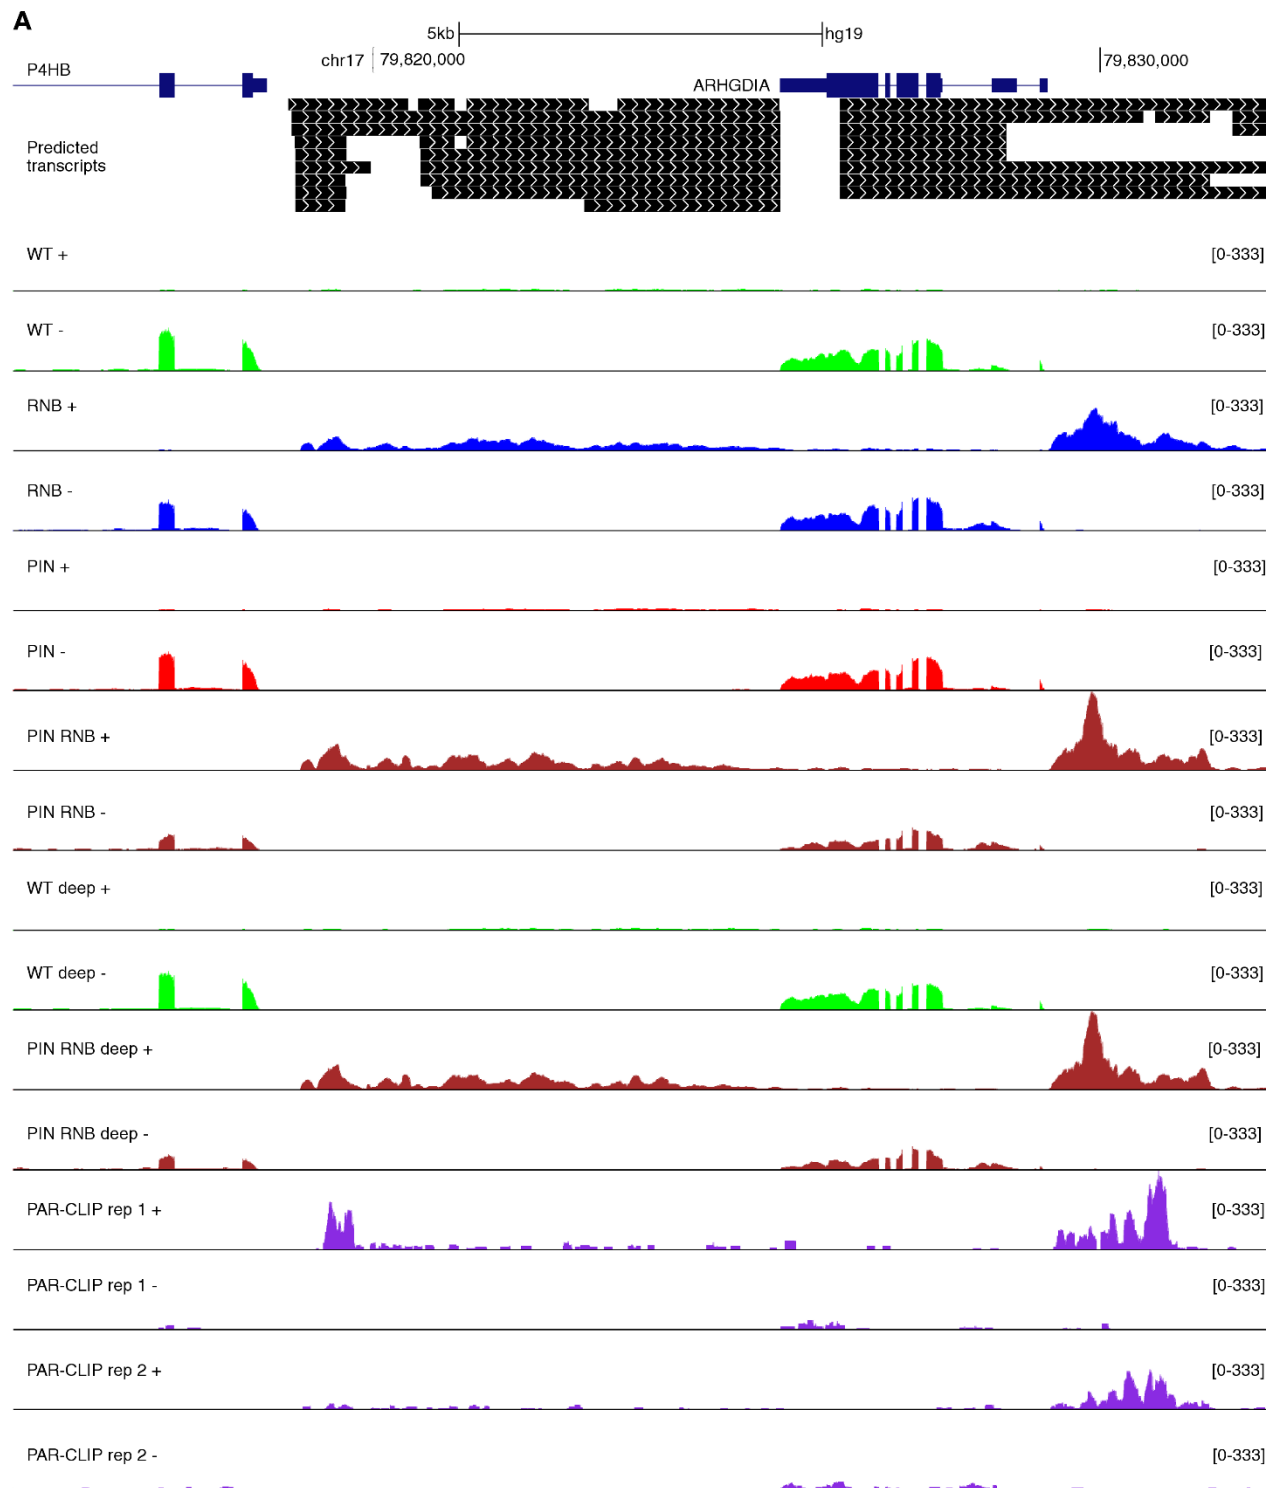 A
5kb hg19
chr17 79,820,000 79,830,000
P4HB ARHGDIA
Predicted
transcripts
WT + [0-333]
WT - [0-333]
RNB + [0-333]
RNB - [0-333]
PIN + [0-333]
PIN - [0-333]
PIN RNB + [0-333]
PIN RNB - [0-333]
WT deep + [0-333]
WT deep - [0-333]
PIN RNB deep + [0-333]
PIN RNB deep - [0-333]
PAR-CLIP rep 1 + [0-333]
PAR-CLIP rep 1 - [0-333]
PAR-CLIP rep 2 + [0-333]
PAR-CLIP rep 2 - [0-333]